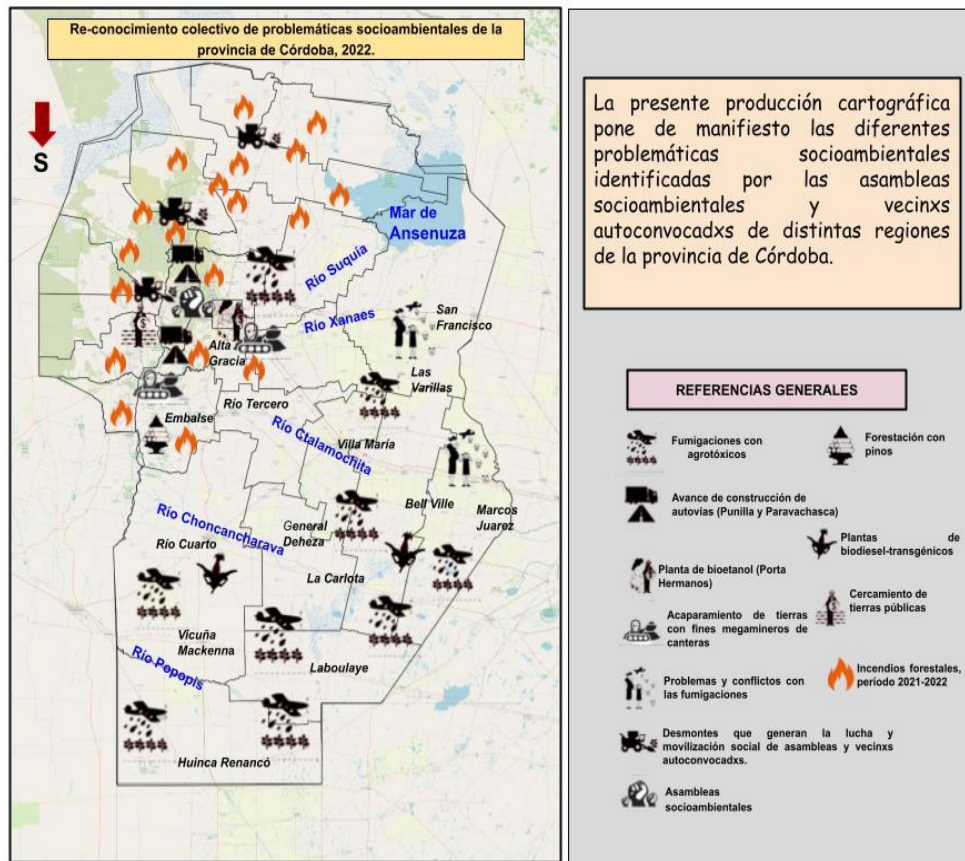 Re-conocimiento colectivo de problemáticas socioambientales de la
provincia de Córdoba, 2022.
S
Mar de
Ansenuza
Río Suquía
Río Xanaes
San
Francisco
Alta
Gracia
Las
Varillas
Río Tercero
Embalse
Río Ctalamochita
Villa María
Bell Ville
Marcos
Juarez
Río Choncancharava
General
Deheza
Río Cuarto
La Carlota
Vicuña
Mackenna
Laboulaye
Río Popopis
Huinca Renancó
La presente producción cartográfica
pone de manifiesto las diferentes
problemáticas socioambientales
identificadas por las asambleas
socioambientales y vecinxs
autoconvocadxs de distintas regiones
de la provincia de Córdoba.
REFERENCIAS GENERALES
Fumigaciones con
agrotóxicos
Forestación con
pinos
Avance de construcción de
autovías (Punilla y Paravachasca)
Plantas de
biodiesel-transgénicos
Planta de bioetanol (Porta
Hermanos)
Cercamiento de
tierras públicas
Acaparamiento de tierras
con fines megamineros de
canteras
Problemas y conflictos con
las fumigaciones
Incendios forestales,
período 2021-2022
Desmontes que generan la lucha y
movilización social de asambleas y vecinxs
autoconvocadxs.
Asambleas
socioambientales